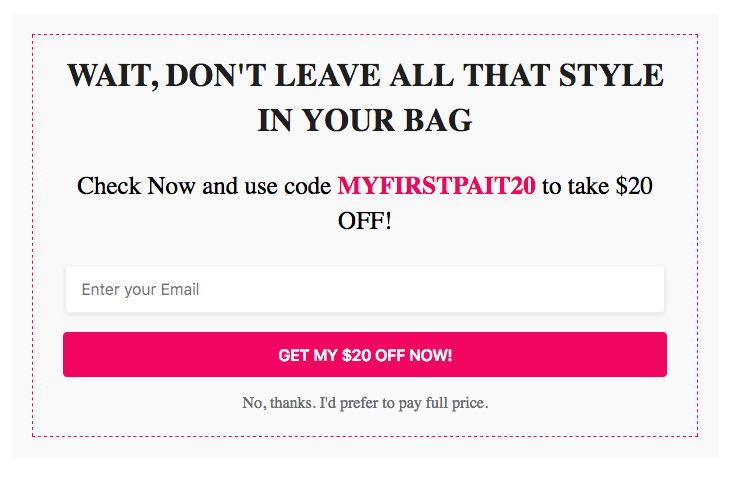 WAIT, DON'T LEAVE ALL THAT STYLE
IN YOUR BAG
Check Now and use code MYFIRSTPAIT20 to take $20
OFF!
Enter your Email
GET MY $20 OFF NOW!
No, thanks. I'd prefer to pay full price.